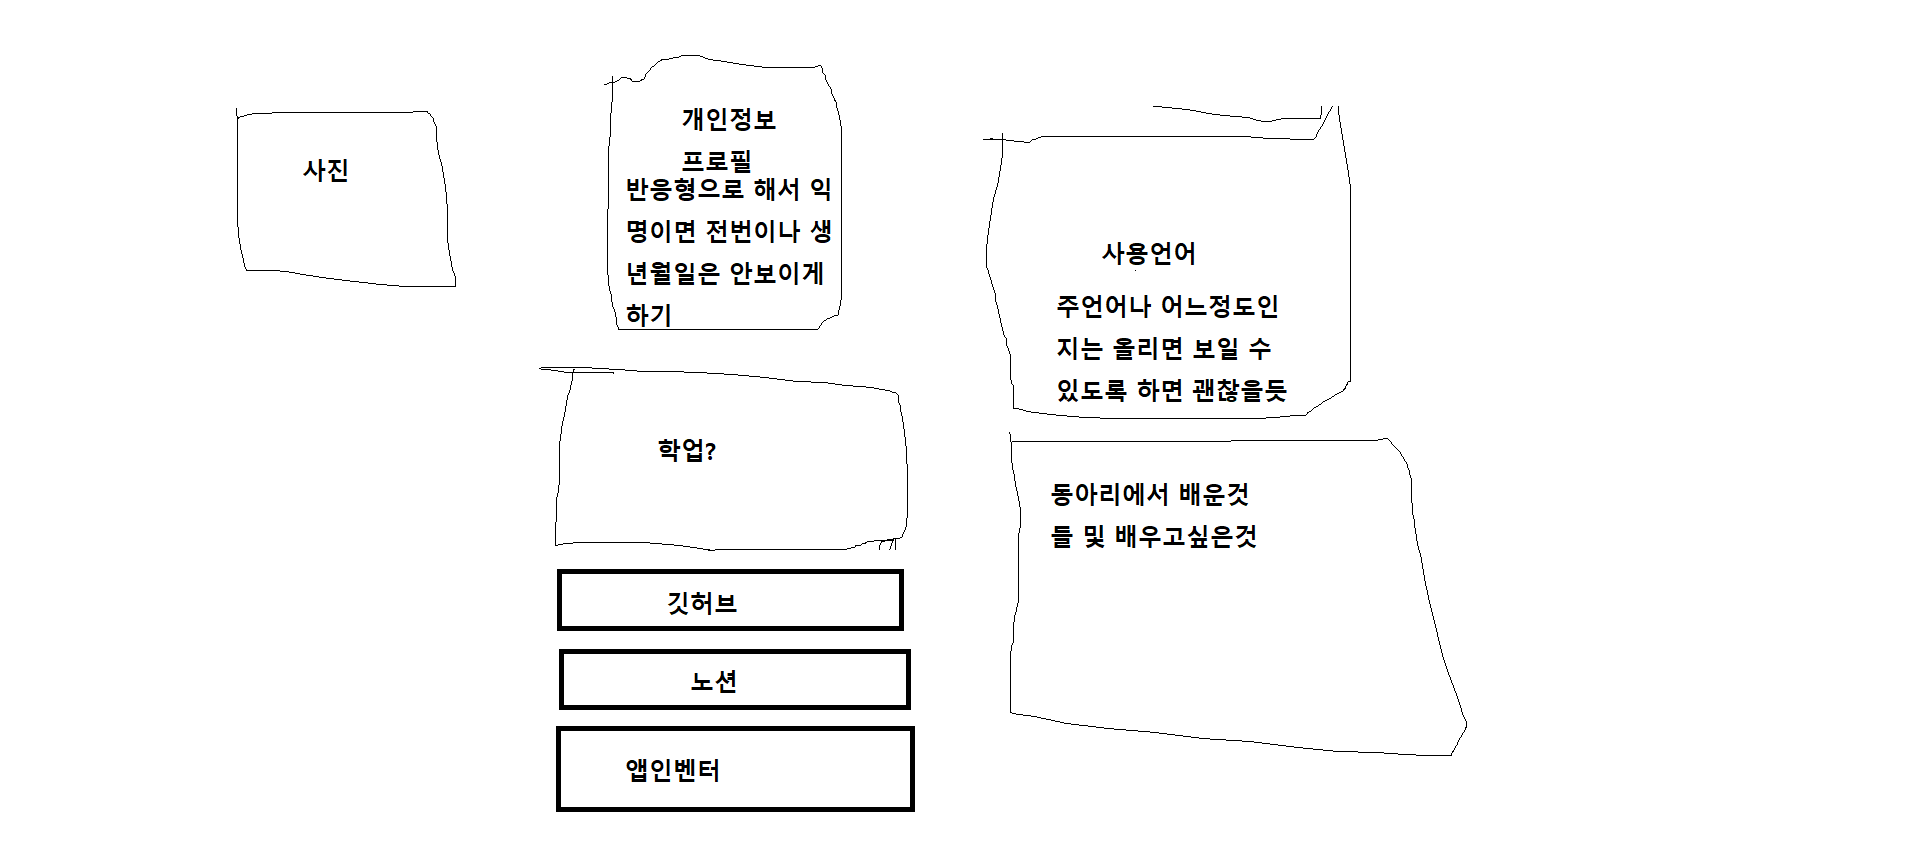 사진
개인정보
프로필
반응형으로 해서 익
명이면 전번이나 생
년월일은 안보이게
하기
학업?
깃허브
노션
앱인벤터
사용언어
주언어나 어느정도인
지는 올리면 보일 수
있도록 하면 괜찮을듯
동아리에서 배운것
들 및 배우고싶은것